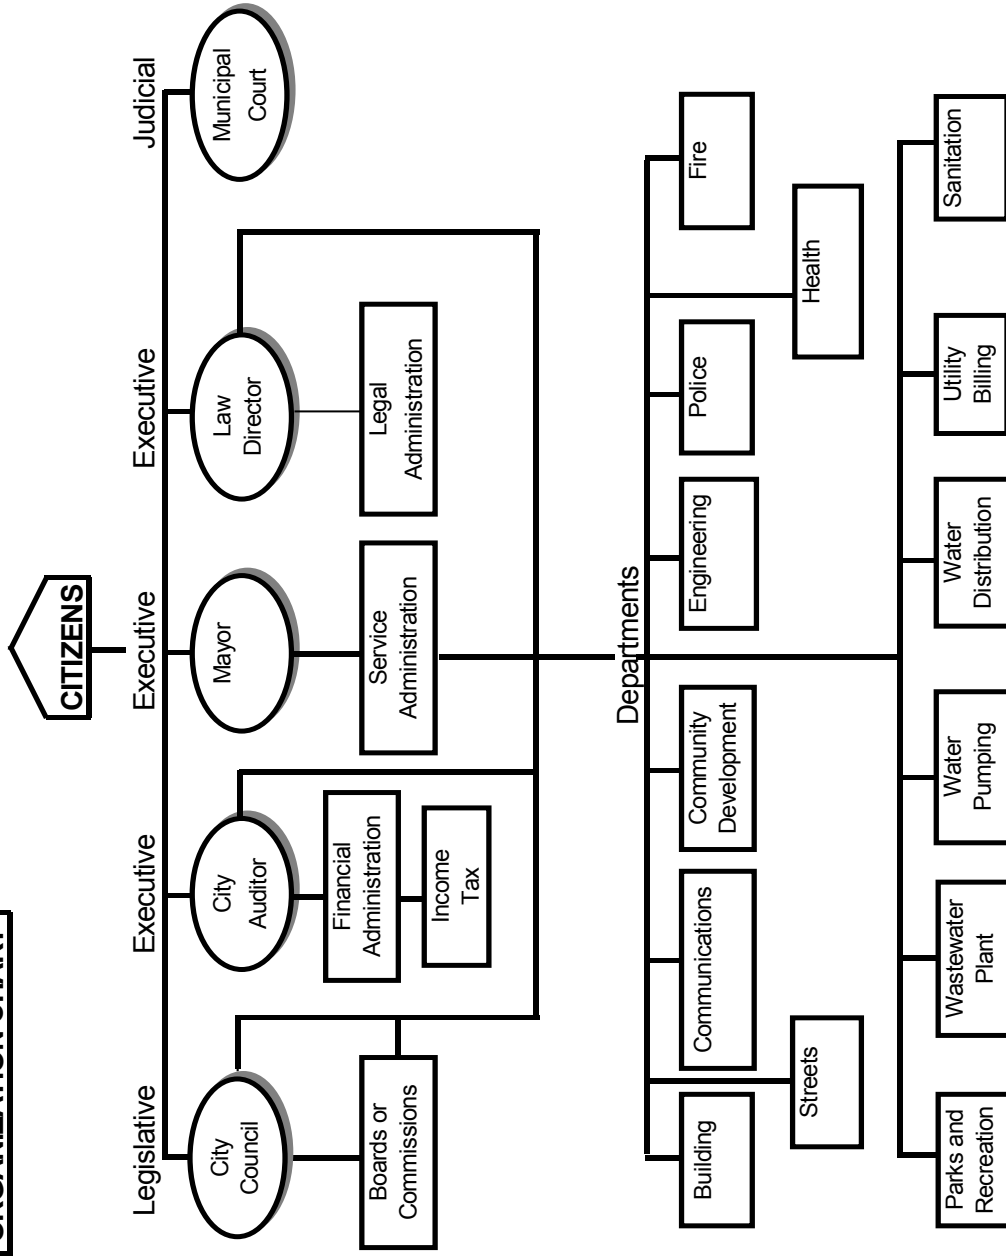 ORGANIZATION CHART
CITIZENS
Legislative
Executive
Executive
Executive
Judicial
City
Council
City
Auditor
Mayor
Law
Director
Municipal
Court
Boards or
Commissions
Financial
Administration
Income
Tax
Service
Administration
Legal
Administration
Departments
Building
Streets
Communications
Community
Development
Engineering
Police
Health
Fire
Parks and
Recreation
Wastewater
Plant
Water
Pumping
Water
Distribution
Utility
Billing
Sanitation